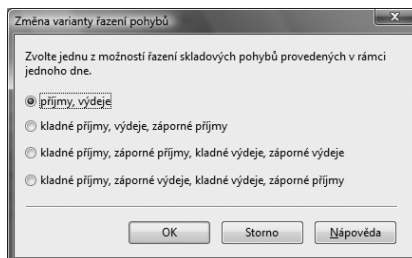 Změna varianty řazení pohybů
Zvolte jednu z možností řazení skladových pohybů provedených v rámci
jednoho dne.
příjmy, výdeje
kladné příjmy, výdeje, záporné příjmy
kladné příjmy, záporné příjmy, kladné výdeje, záporné výdeje
kladné příjmy, záporné výdeje, kladné výdeje, záporné příjmy
OK Storno Nápověda